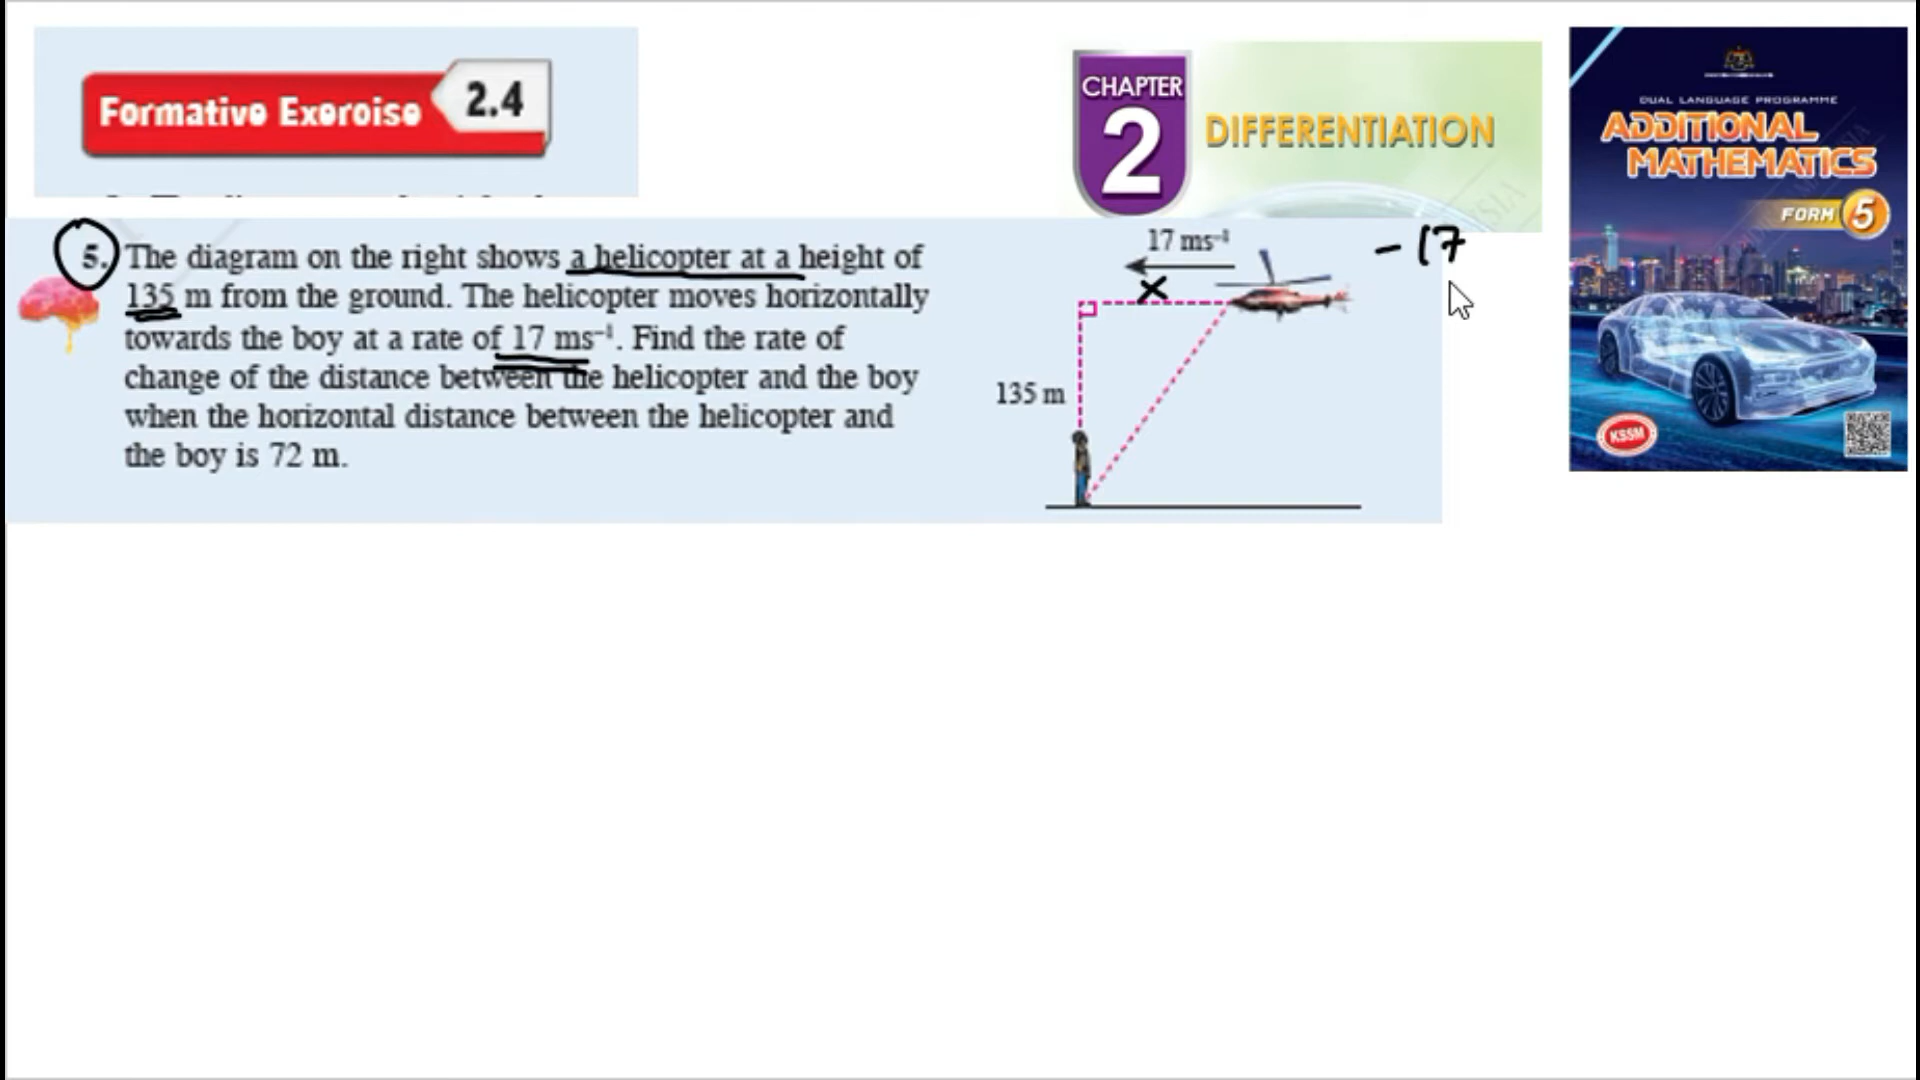 Formative Exercise 2.4
CHAPTER
2
DIFFERENTIATION
DUAL LANGUAGE PROGRAMME
ADDITIONAL
MATHEMATICS
FORM 5
KSSM
5. The diagram on the right shows a helicopter at a height of
135 m from the ground. The helicopter moves horizontally
towards the boy at a rate of 17 ms⁻¹. Find the rate of
change of the distance between the helicopter and the boy
when the horizontal distance between the helicopter and
the boy is 72 m.
17 ms⁻¹
- 17
x
135 m